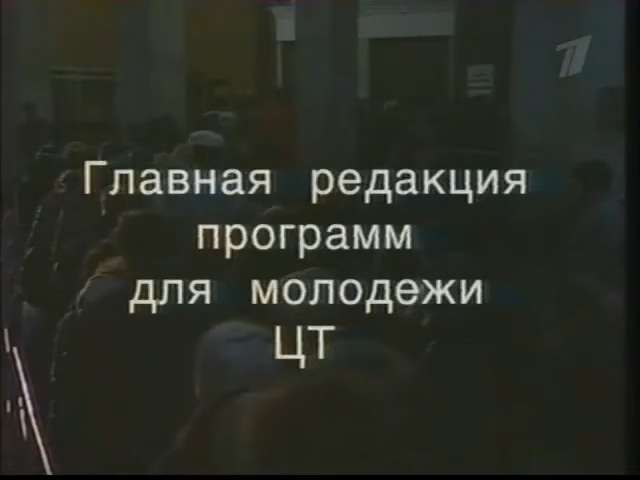 Главная редакция
программ
для молодежи
ЦТ